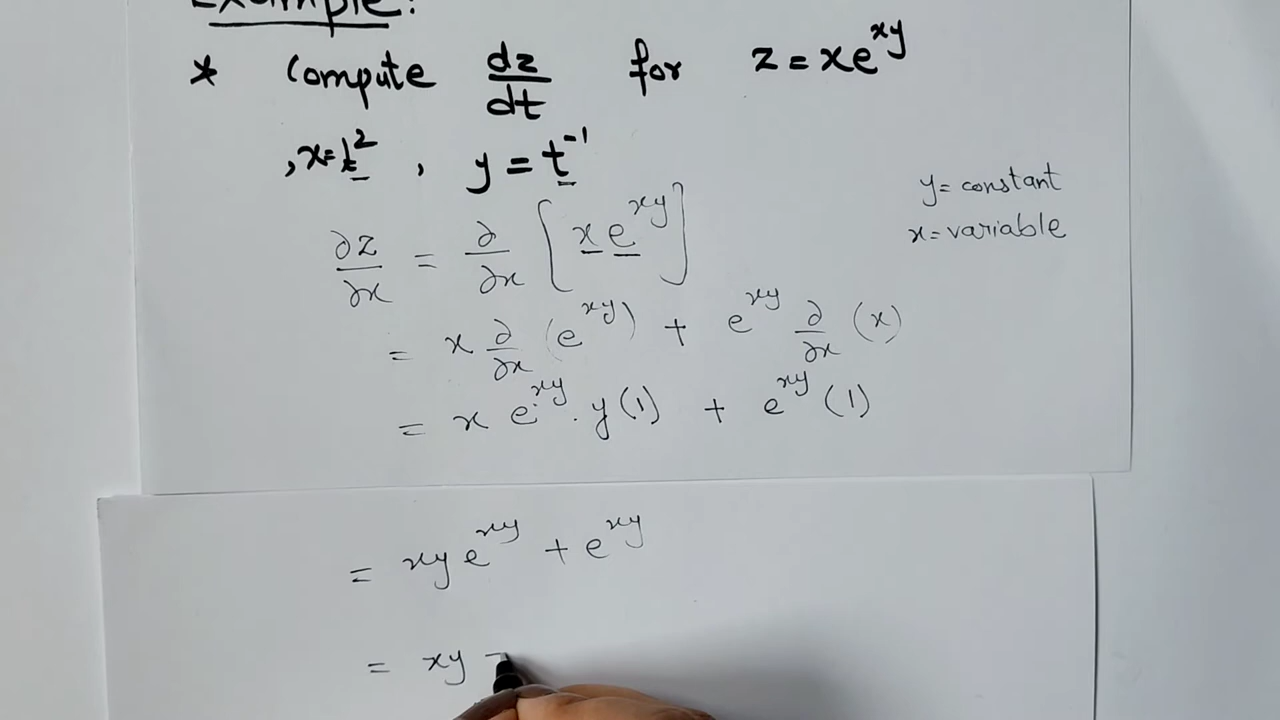 Example:
* Compute dz/dt for z = xe^xy
, x = t^2 , y = t^-1
y = constant
x = variable
∂z/∂x = ∂/∂x [x e^xy]
= x ∂/∂x (e^xy) + e^xy ∂/∂x (x)
= x e^xy . y(1) + e^xy (1)
= xy e^xy + e^xy
= xy